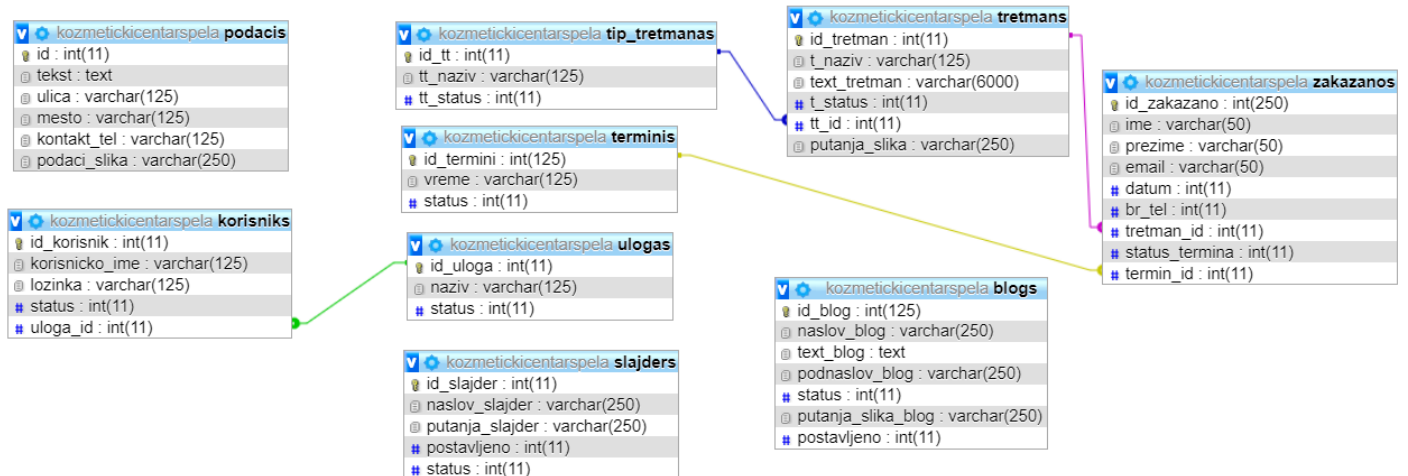 kozmetickicentarspela podacis
id : int(11)
tekst : text
ulica : varchar(125)
mesto : varchar(125)
kontakt_tel : varchar(125)
podaci_slika : varchar(250)
kozmetickicentarspela korisniks
id_korisnik : int(11)
korisnicko_ime : varchar(125)
lozinka : varchar(125)
status : int(11)
uloga_id : int(11)
kozmetickicentarspela tip_tretmanas
id_tt : int(11)
tt_naziv : varchar(125)
tt_status : int(11)
kozmetickicentarspela terminis
id_termini : int(125)
vreme : varchar(125)
status : int(11)
kozmetickicentarspela ulogas
id_uloga : int(11)
naziv : varchar(125)
status : int(11)
kozmetickicentarspela slajders
id_slajder : int(11)
naslov_slajder : varchar(250)
putanja_slajder : varchar(250)
postavljeno : int(11)
status : int(11)
kozmetickicentarspela tretmans
id_tretman : int(11)
t_naziv : varchar(125)
text_tretman : varchar(6000)
t_status : int(11)
tt_id : int(11)
putanja_slika : varchar(250)
kozmetickicentarspela blogs
id_blog : int(125)
naslov_blog : varchar(250)
text_blog : text
podnaslov_blog : varchar(250)
status : int(11)
putanja_slika_blog : varchar(250)
postavljeno : int(11)
kozmetickicentarspela zakazanos
id_zakazano : int(250)
ime : varchar(50)
prezime : varchar(50)
email : varchar(50)
datum : int(11)
br_tel : int(11)
tretman_id : int(11)
status_termina : int(11)
termin_id : int(11)